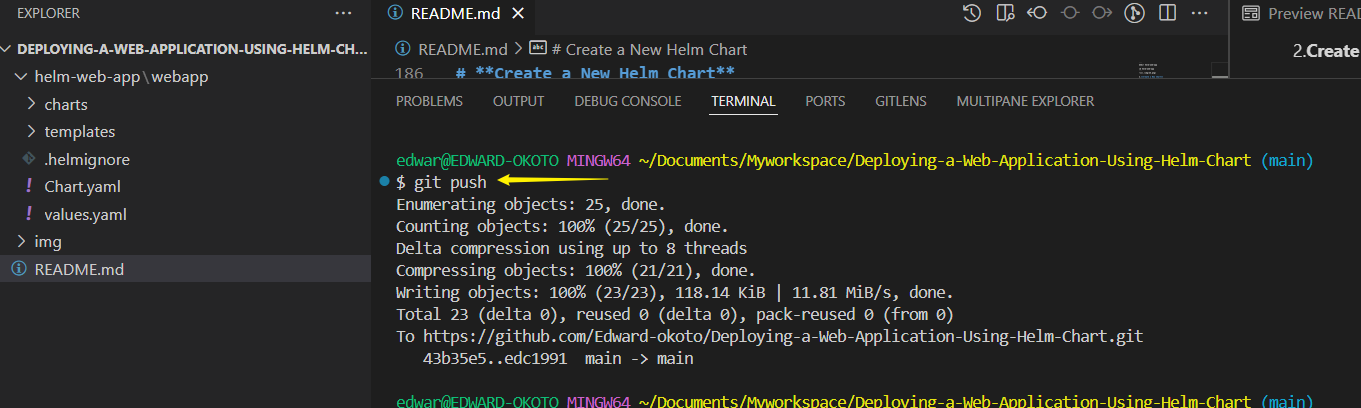 EXPLORER
···
DEPLOYING-A-WEB-APPLICATION-USING-HELM-CH...
helm-web-app\webapp
charts
templates
.helmignore
! Chart.yaml
! values.yaml
img
README.md
README.md
README.md > # Create a New Helm Chart
186 # **Create a New Helm Chart**
···
Preview READ
2.Create
PROBLEMS OUTPUT DEBUG CONSOLE TERMINAL PORTS GITLENS MULTIPANE EXPLORER
edwar@EDWARD-OKOTO MINGW64 ~/Documents/Myworkspace/Deploying-a-Web-Application-Using-Helm-Chart (main)
$ git push
Enumerating objects: 25, done.
Counting objects: 100% (25/25), done.
Delta compression using up to 8 threads
Compressing objects: 100% (21/21), done.
Writing objects: 100% (23/23), 118.14 KiB | 11.81 MiB/s, done.
Total 23 (delta 0), reused 0 (delta 0), pack-reused 0 (from 0)
To https://github.com/Edward-okoto/Deploying-a-Web-Application-Using-Helm-Chart.git
43b35e5..edc1991 main -> main
edwar@EDWARD-OKOTO MINGW64 ~/Documents/Myworkspace/Deploying-a-Web-Application-Using-Helm-Chart (main)